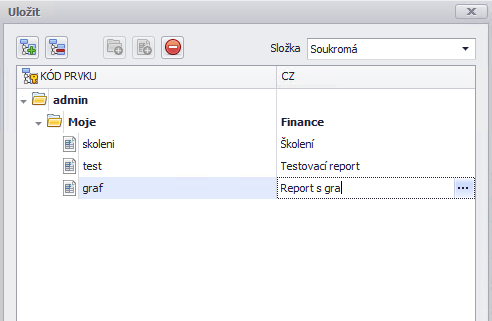 Uložit
Složka Soukromá
KÓD PRVKU CZ
admin
Moje Finance
skoleni Školení
test Testovací report
graf Report s gra ...